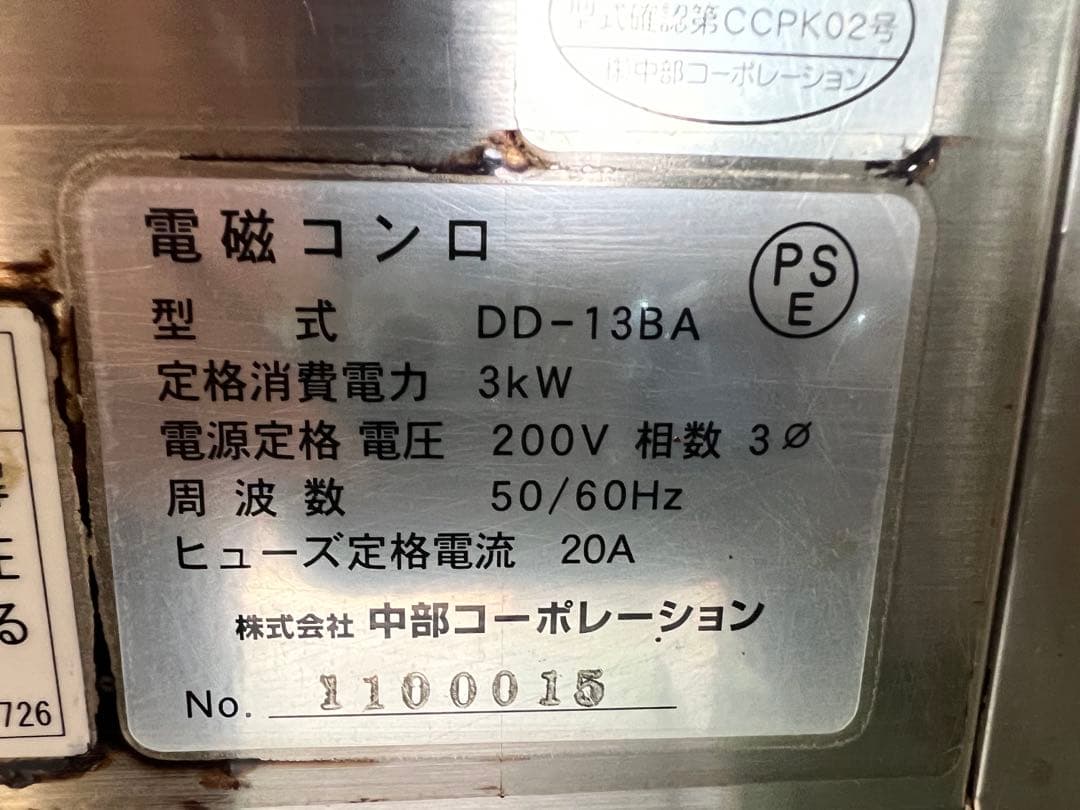 型式確認第CCPK02号
(株)中部コーポレーション
電磁コンロ
PS
E
型式 DD-13BA
定格消費電力 3kW
電源定格 電圧 200V 相数 3Ø
周波数 50/60Hz
ヒューズ定格電流 20A
株式会社 中部コーポレーション
No. 1100015
る
726